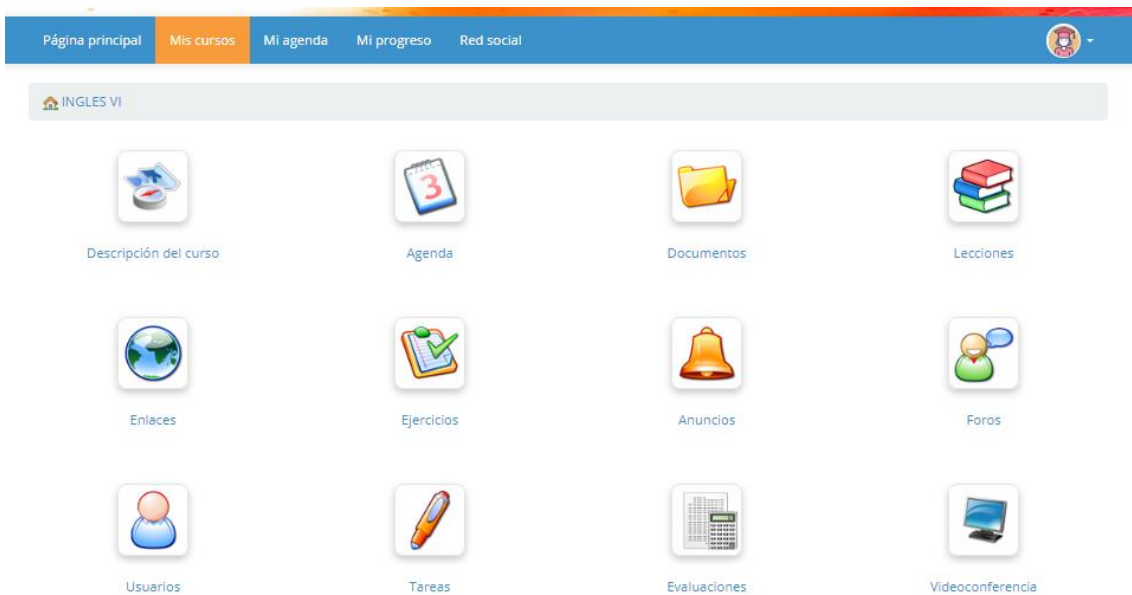 Página principal Mis cursos Mi agenda Mi progreso Red social
INGLES VI
3
Descripción del curso Agenda Documentos Lecciones
Enlaces Ejercicios Anuncios Foros
Usuarios Tareas Evaluaciones Videoconferencia